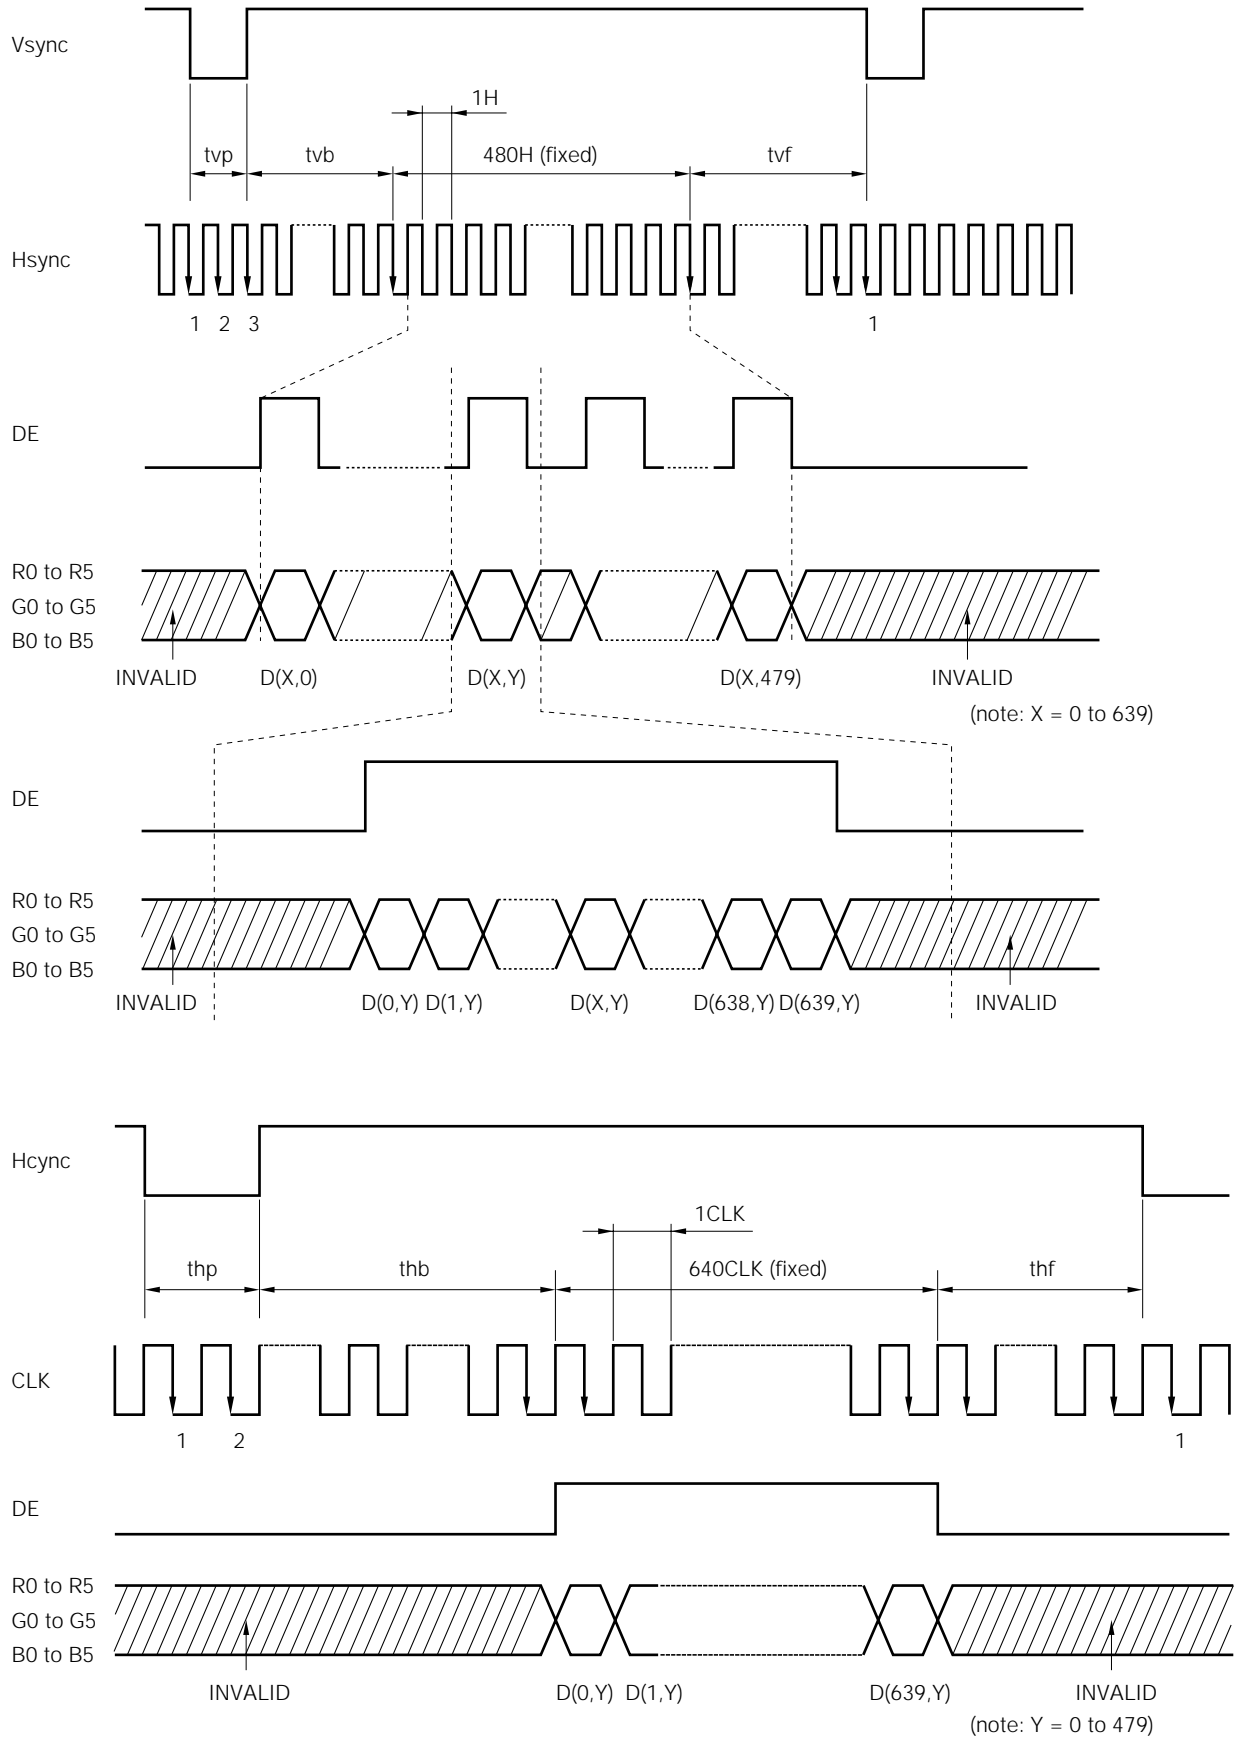 Vsync
1H
tvp tvb 480H (fixed) tvf
Hsync
1 2 3 1
DE
R0 to R5
G0 to G5
B0 to B5
INVALID D(X,0) D(X,Y) D(X,479) INVALID
(note: X = 0 to 639)
DE
R0 to R5
G0 to G5
B0 to B5
INVALID D(0,Y) D(1,Y) D(X,Y) D(638,Y) D(639,Y) INVALID
Hcync
1CLK
thp thb 640CLK (fixed) thf
CLK
1 2 1
DE
R0 to R5
G0 to G5
B0 to B5
INVALID D(0,Y) D(1,Y) D(639,Y) INVALID
(note: Y = 0 to 479)